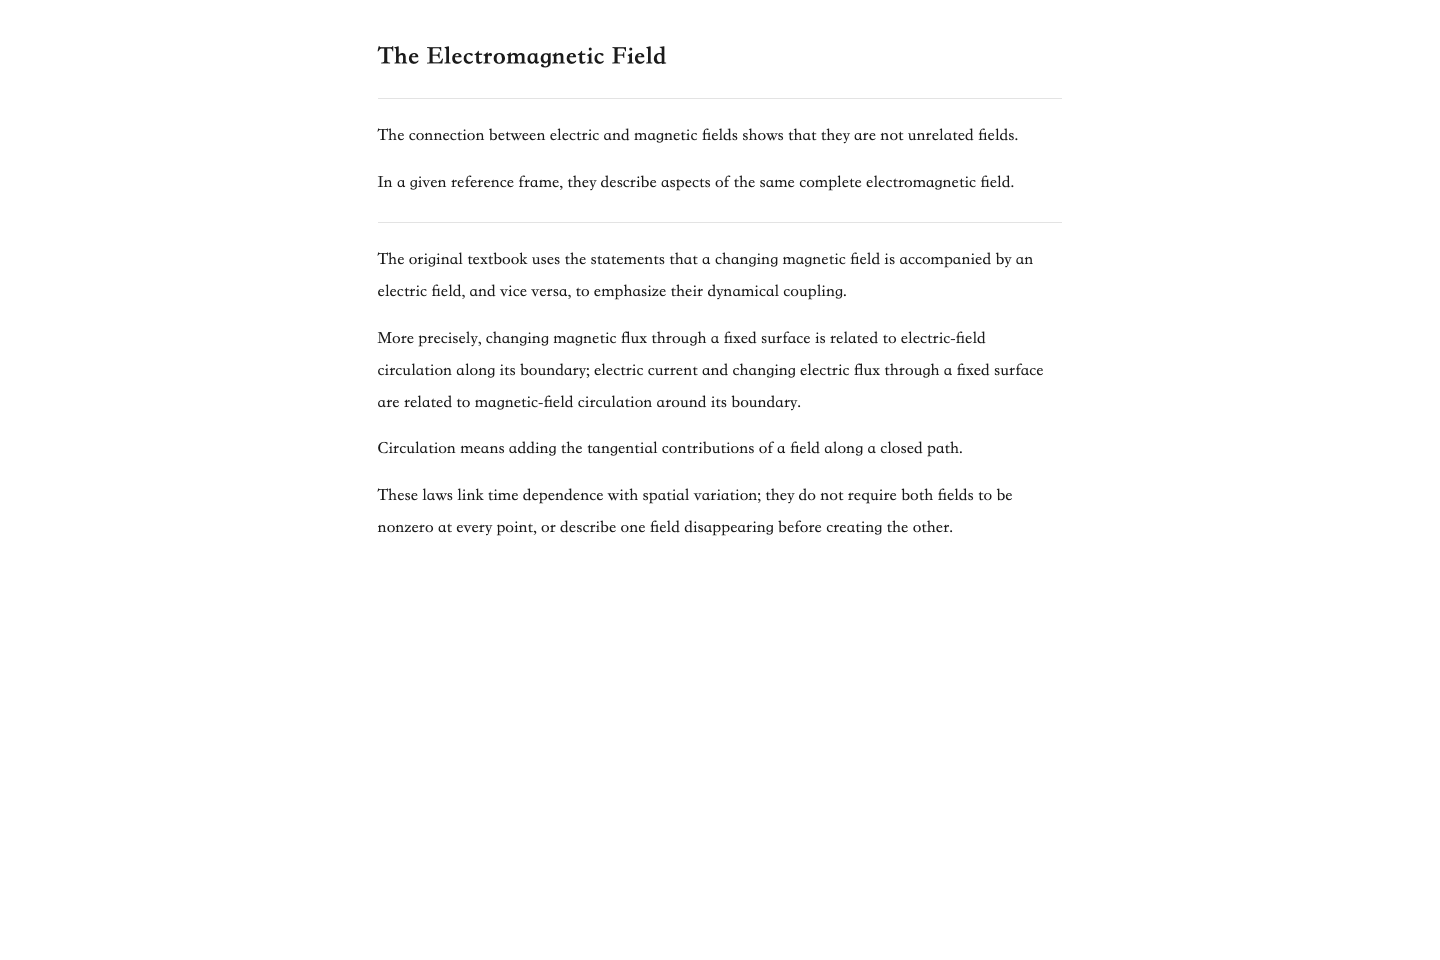 The Electromagnetic Field
The connection between electric and magnetic fields shows that they are not unrelated fields.
In a given reference frame, they describe aspects of the same complete electromagnetic field.
The original textbook uses the statements that a changing magnetic field is accompanied by an
electric field, and vice versa, to emphasize their dynamical coupling.
More precisely, changing magnetic flux through a fixed surface is related to electric-field
circulation along its boundary; electric current and changing electric flux through a fixed surface
are related to magnetic-field circulation around its boundary.
Circulation means adding the tangential contributions of a field along a closed path.
These laws link time dependence with spatial variation; they do not require both fields to be
nonzero at every point, or describe one field disappearing before creating the other.